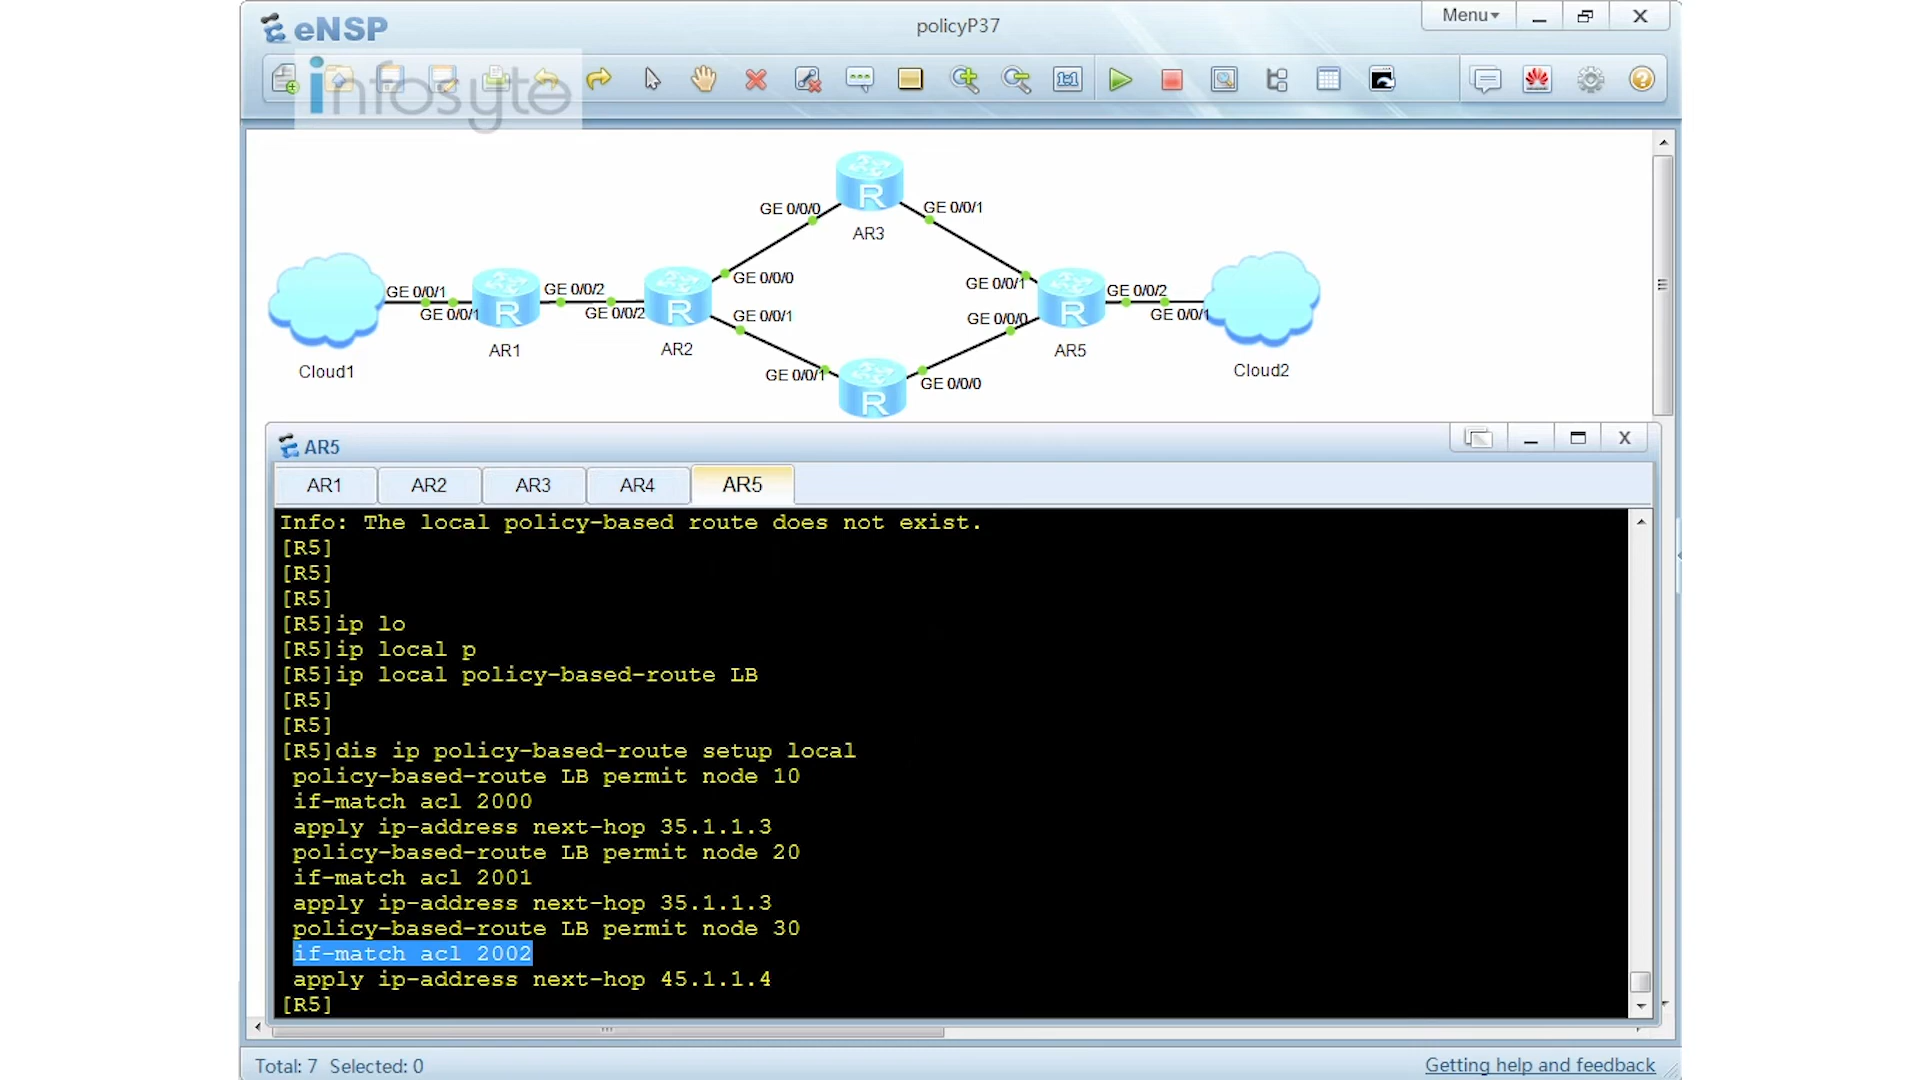 eNSP
policyP37
Menu
infosyte
1:1
GE 0/0/0
GE 0/0/1
AR3
GE 0/0/0
GE 0/0/1
GE 0/0/1
GE 0/0/2
GE 0/0/2
GE 0/0/1
GE 0/0/2
GE 0/0/1
GE 0/0/1
GE 0/0/0
AR1
AR2
AR5
Cloud1
Cloud2
GE 0/0/1
GE 0/0/0
R
R
R
R
R
AR5
AR1
AR2
AR3
AR4
AR5
Info: The local policy-based route does not exist.
[R5]
[R5]
[R5]
[R5]ip lo
[R5]ip local p
[R5]ip local policy-based-route LB
[R5]
[R5]
[R5]dis ip policy-based-route setup local
policy-based-route LB permit node 10
if-match acl 2000
apply ip-address next-hop 35.1.1.3
policy-based-route LB permit node 20
if-match acl 2001
apply ip-address next-hop 35.1.1.3
policy-based-route LB permit node 30
if-match acl 2002
apply ip-address next-hop 45.1.1.4
[R5]
Total: 7 Selected: 0
Getting help and feedback